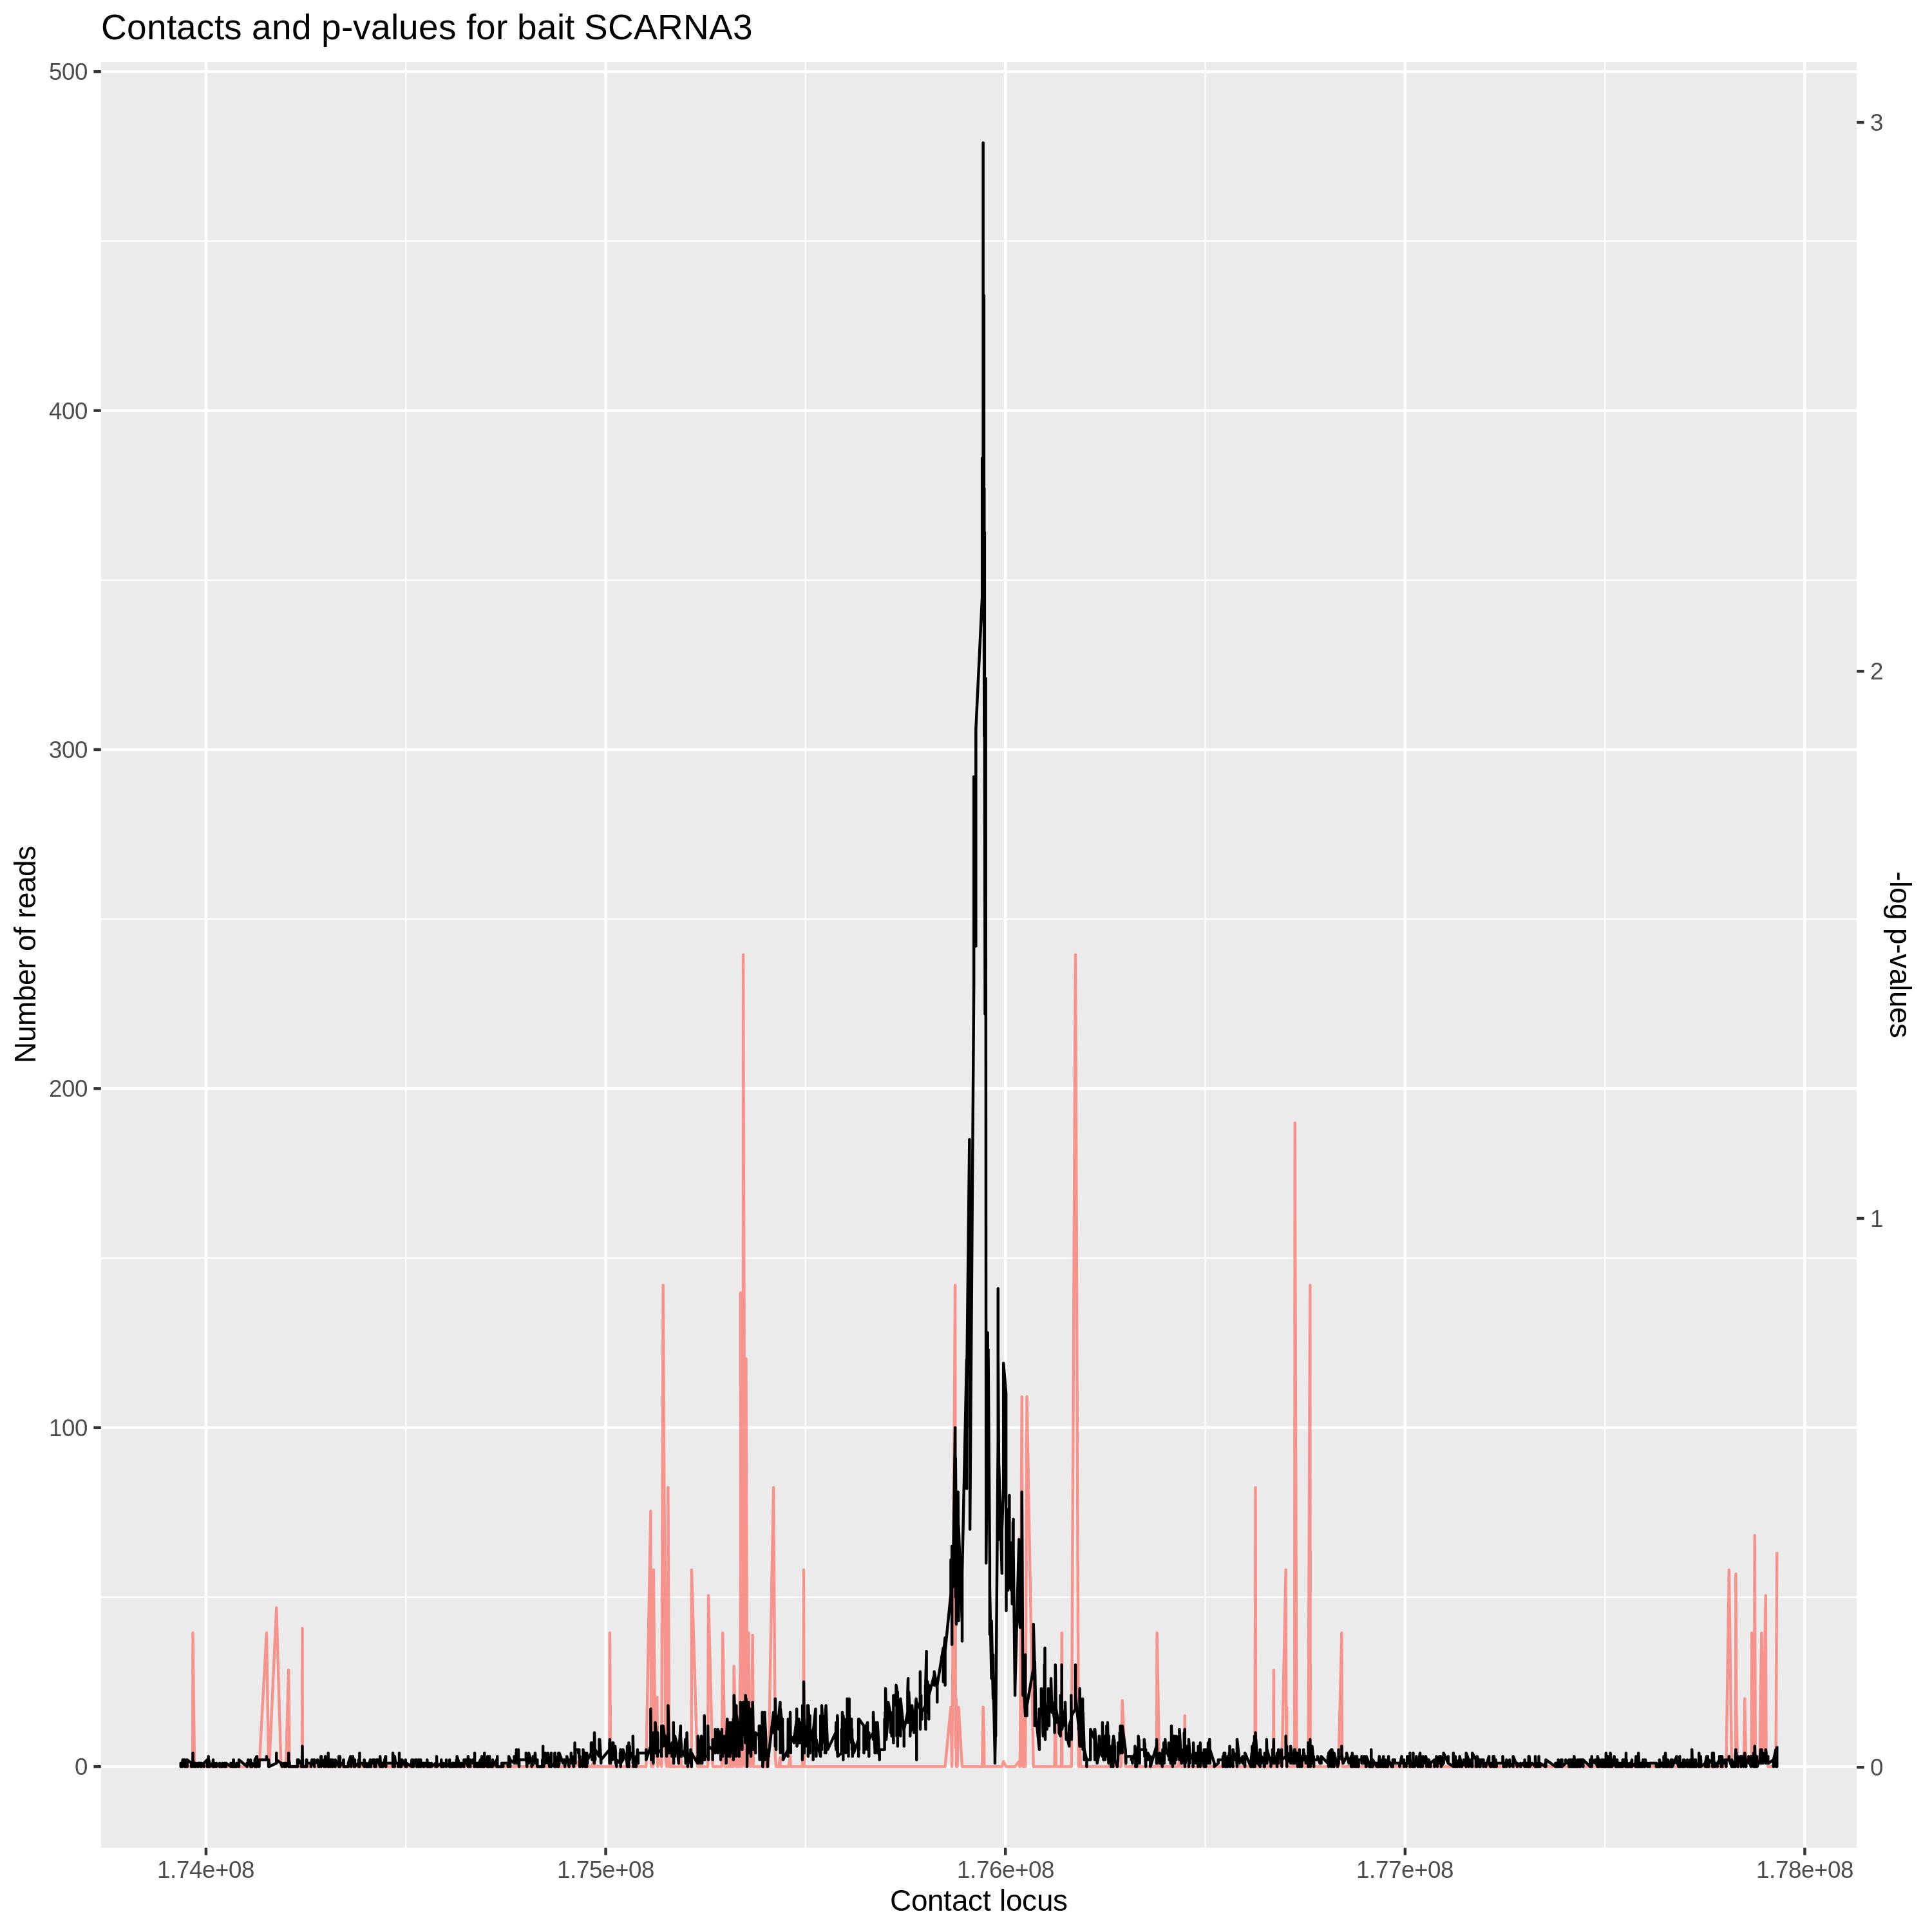 Contacts and p-values for bait SCARNA3
500
400
300
200
100
0
Number of reads
3
2
1
0
-log p-values
1.74e+08
1.75e+08
1.76e+08
1.77e+08
1.78e+08
Contact locus